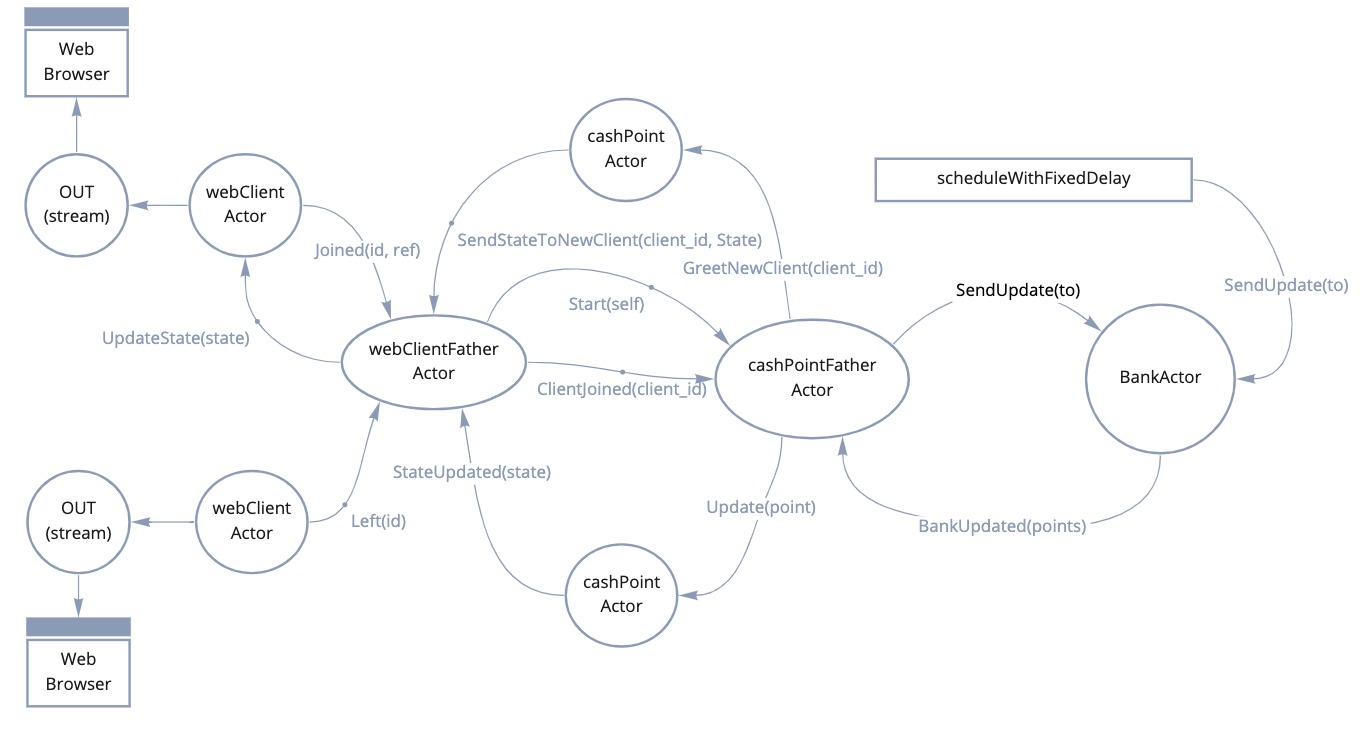 Web
Browser
cashPoint
Actor
OUT
(stream)
webClient
Actor
scheduleWithFixedDelay
Joined(id, ref)
SendStateToNewClient(client_id, State)
GreetNewClient(client_id)
Start(self)
SendUpdate(to)
SendUpdate(to)
UpdateState(state)
webClientFather
Actor
cashPointFather
Actor
BankActor
ClientJoined(client_id)
StateUpdated(state)
Update(point)
BankUpdated(points)
OUT
(stream)
webClient
Actor
Left(id)
cashPoint
Actor
Web
Browser